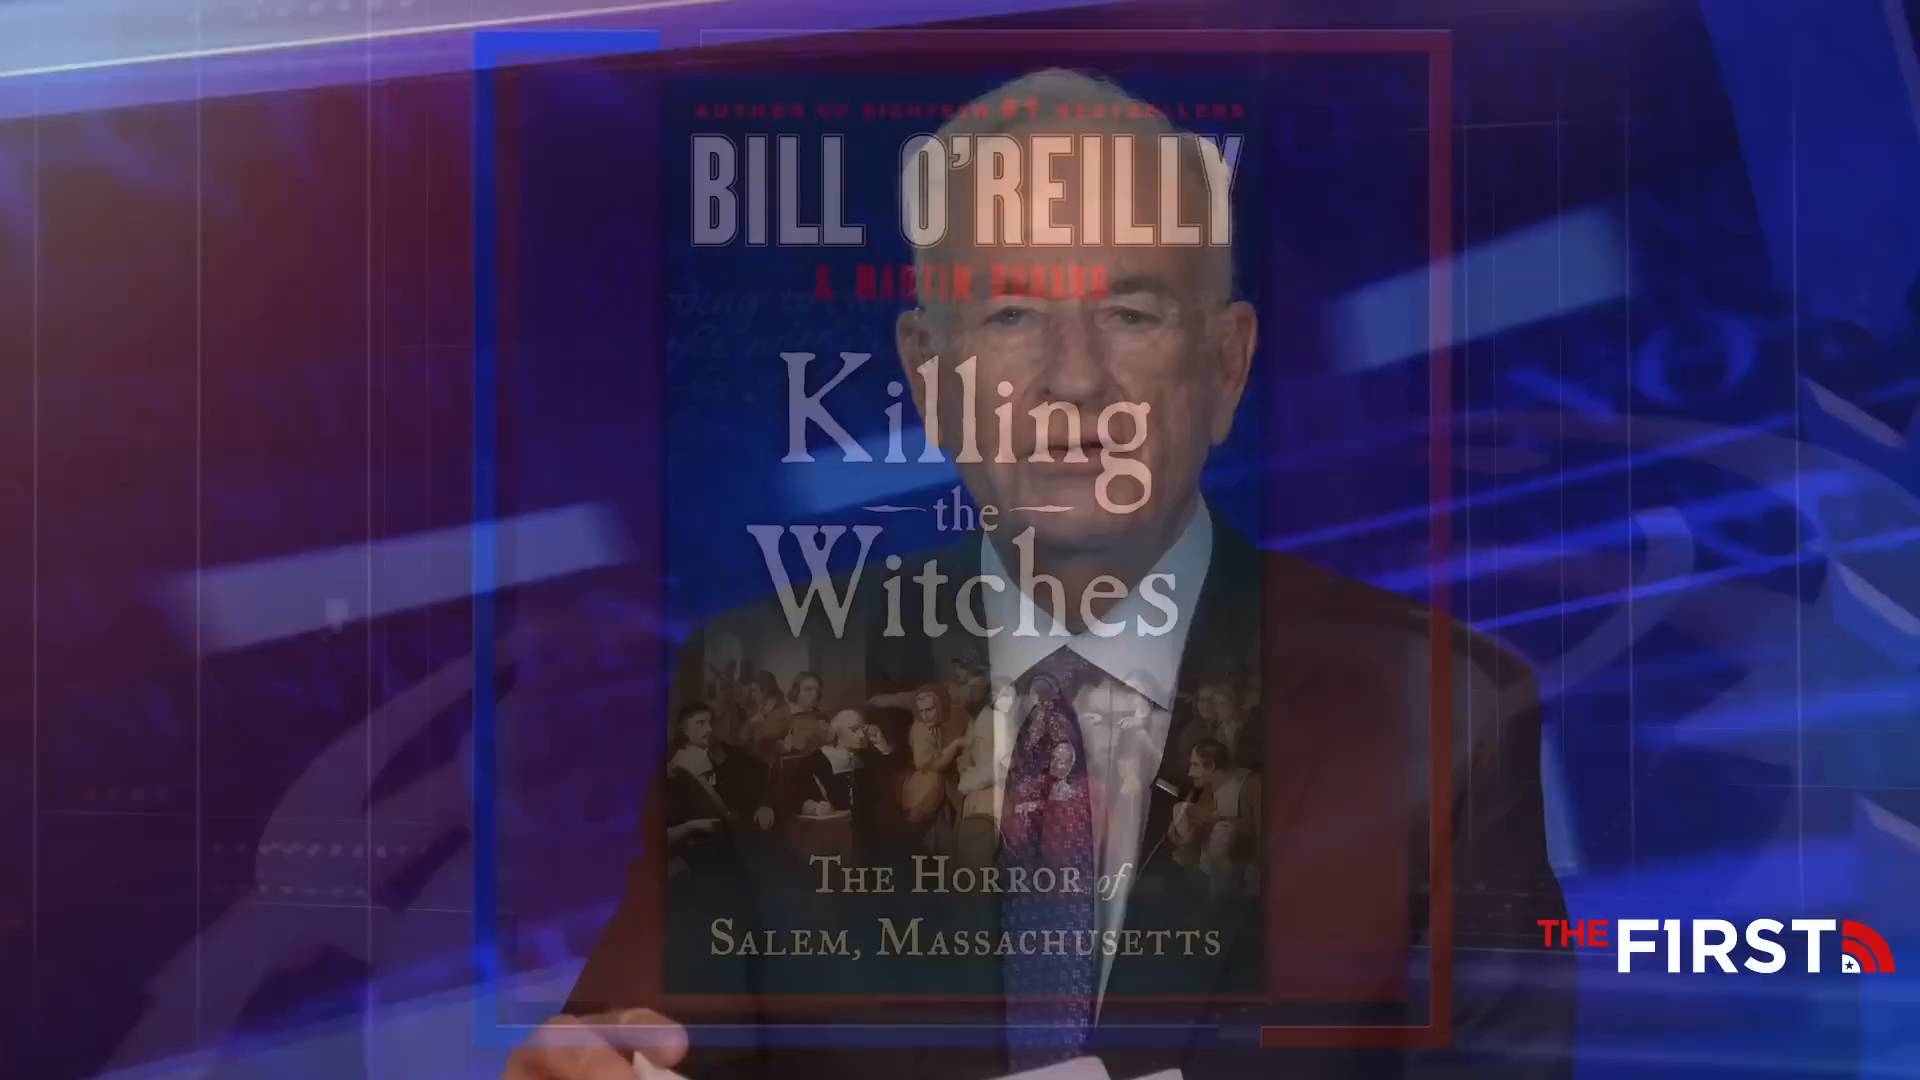 AUTHOR OF EIGHTEEN #1 BESTSELLERS
BILL O'REILLY
& MARTIN DUGARD
Killing
the
Witches
THE HORROR of
SALEM, MASSACHUSETTS
THE FIRST